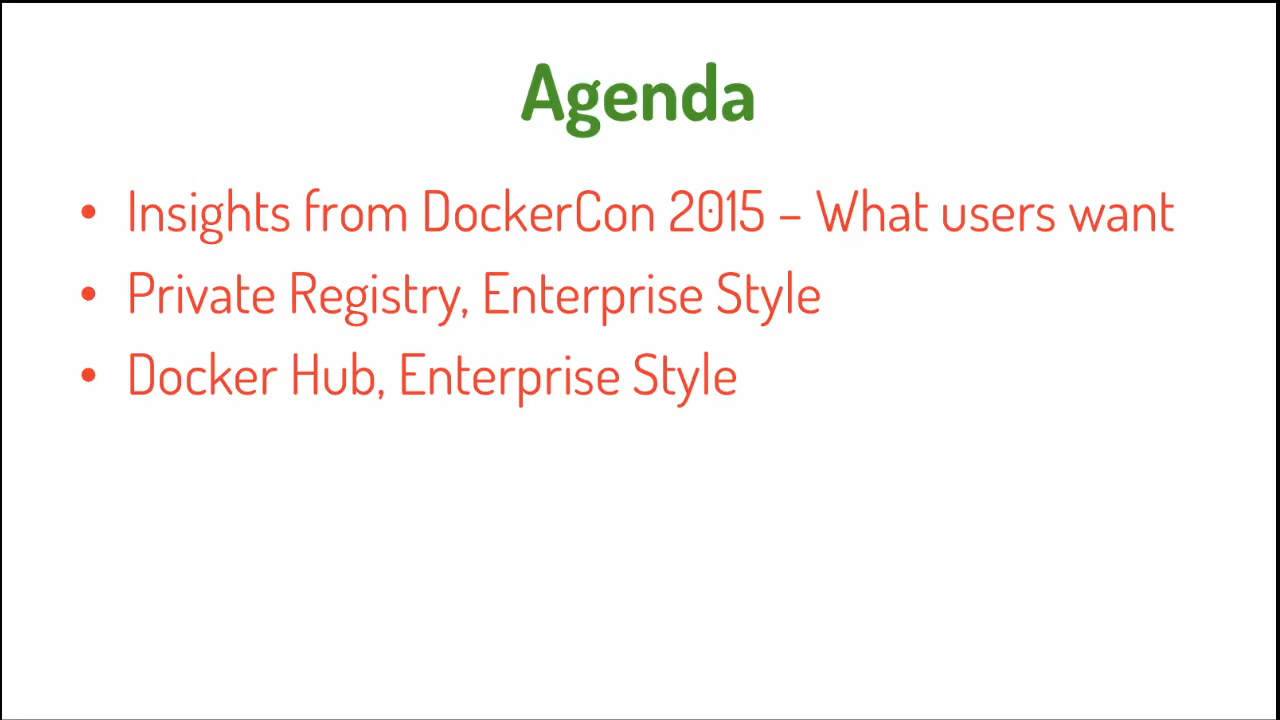 Agenda
• Insights from DockerCon 2015 – What users want
• Private Registry, Enterprise Style
• Docker Hub, Enterprise Style